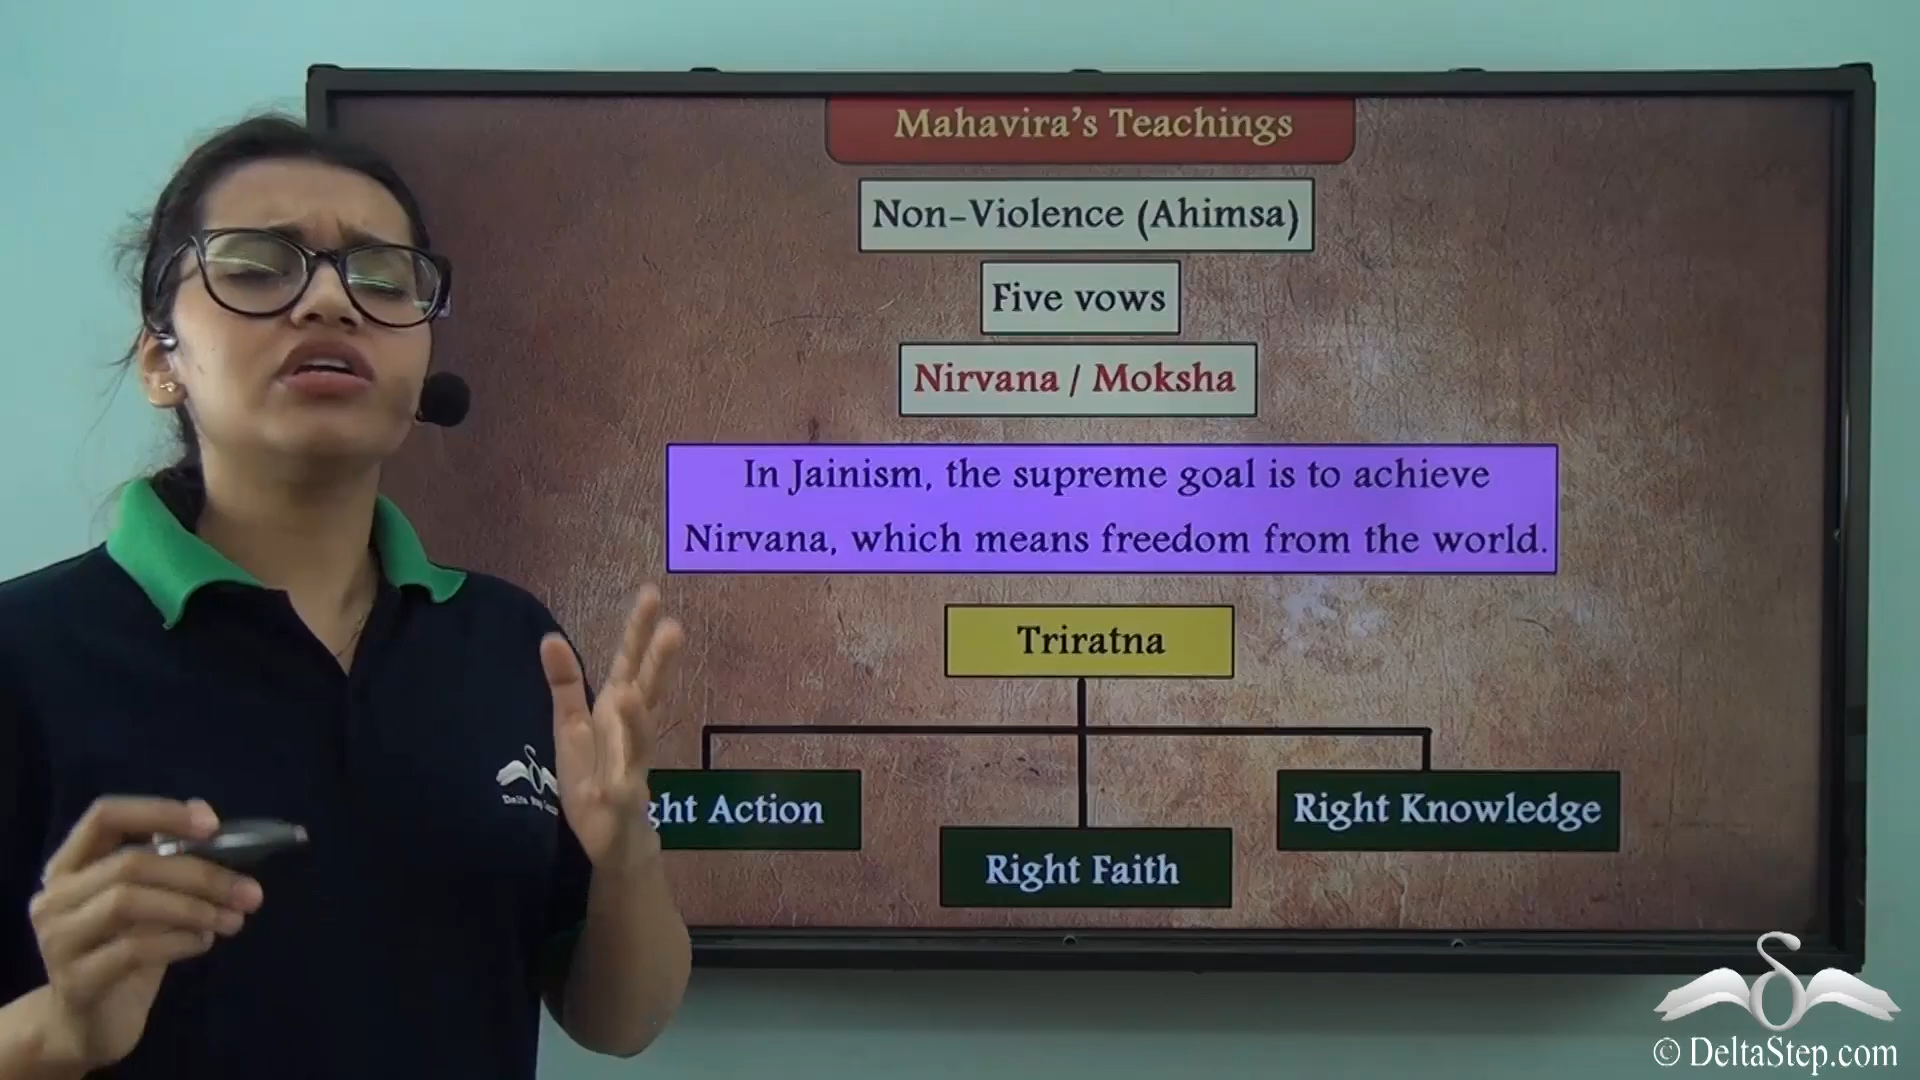 Mahavira's Teachings
Non-Violence (Ahimsa)
Five vows
Nirvana / Moksha
In Jainism, the supreme goal is to achieve
Nirvana, which means freedom from the world.
Triratna
Action
Right Knowledge
Right Faith
© DeltaStep.com